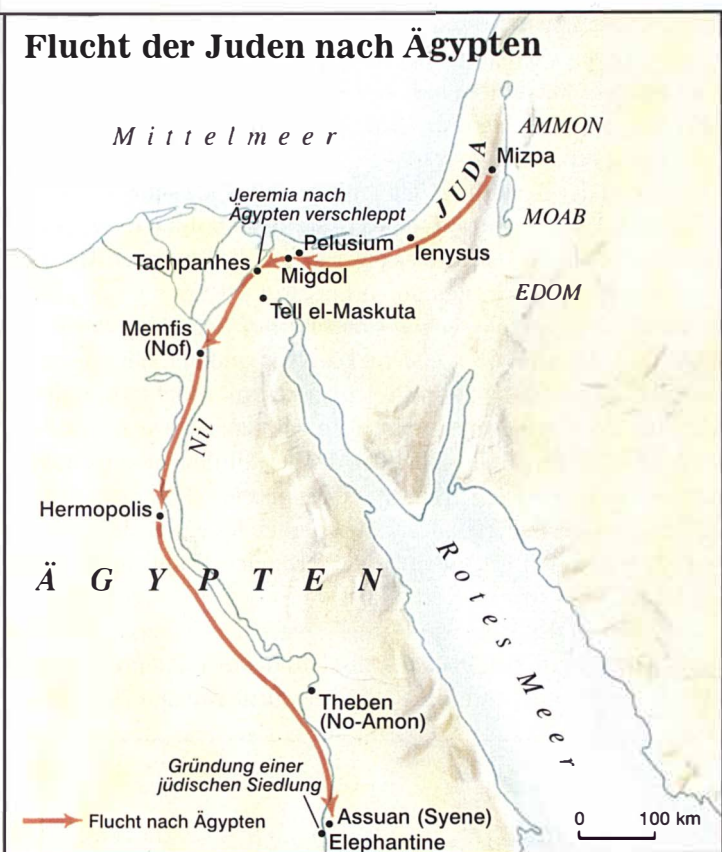 Flucht der Juden nach Ägypten
Mittelmeer
AMMON
Mizpa
JUDA
Jeremia nach
Ägypten verschleppt
MOAB
Pelusium
Ienysus
Tachpanhes
Migdol
EDOM
Tell el-Maskuta
Memfis
(Nof)
Nil
Hermopolis
ÄGYPTEN
Rotes Meer
Theben
(No-Amon)
Gründung einer
jüdischen Siedlung
Flucht nach Ägypten
Assuan (Syene)
Elephantine
0 100 km